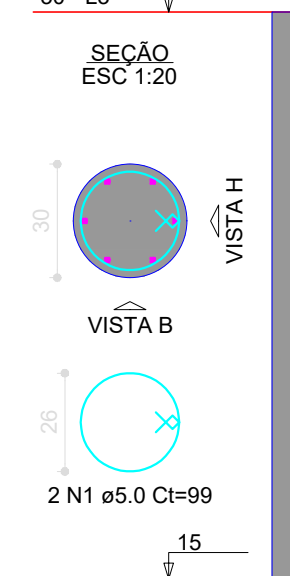 SEÇÃO
ESC 1:20
30
VISTA H
VISTA B
26
2 N1 ø5.0 Ct=99
15